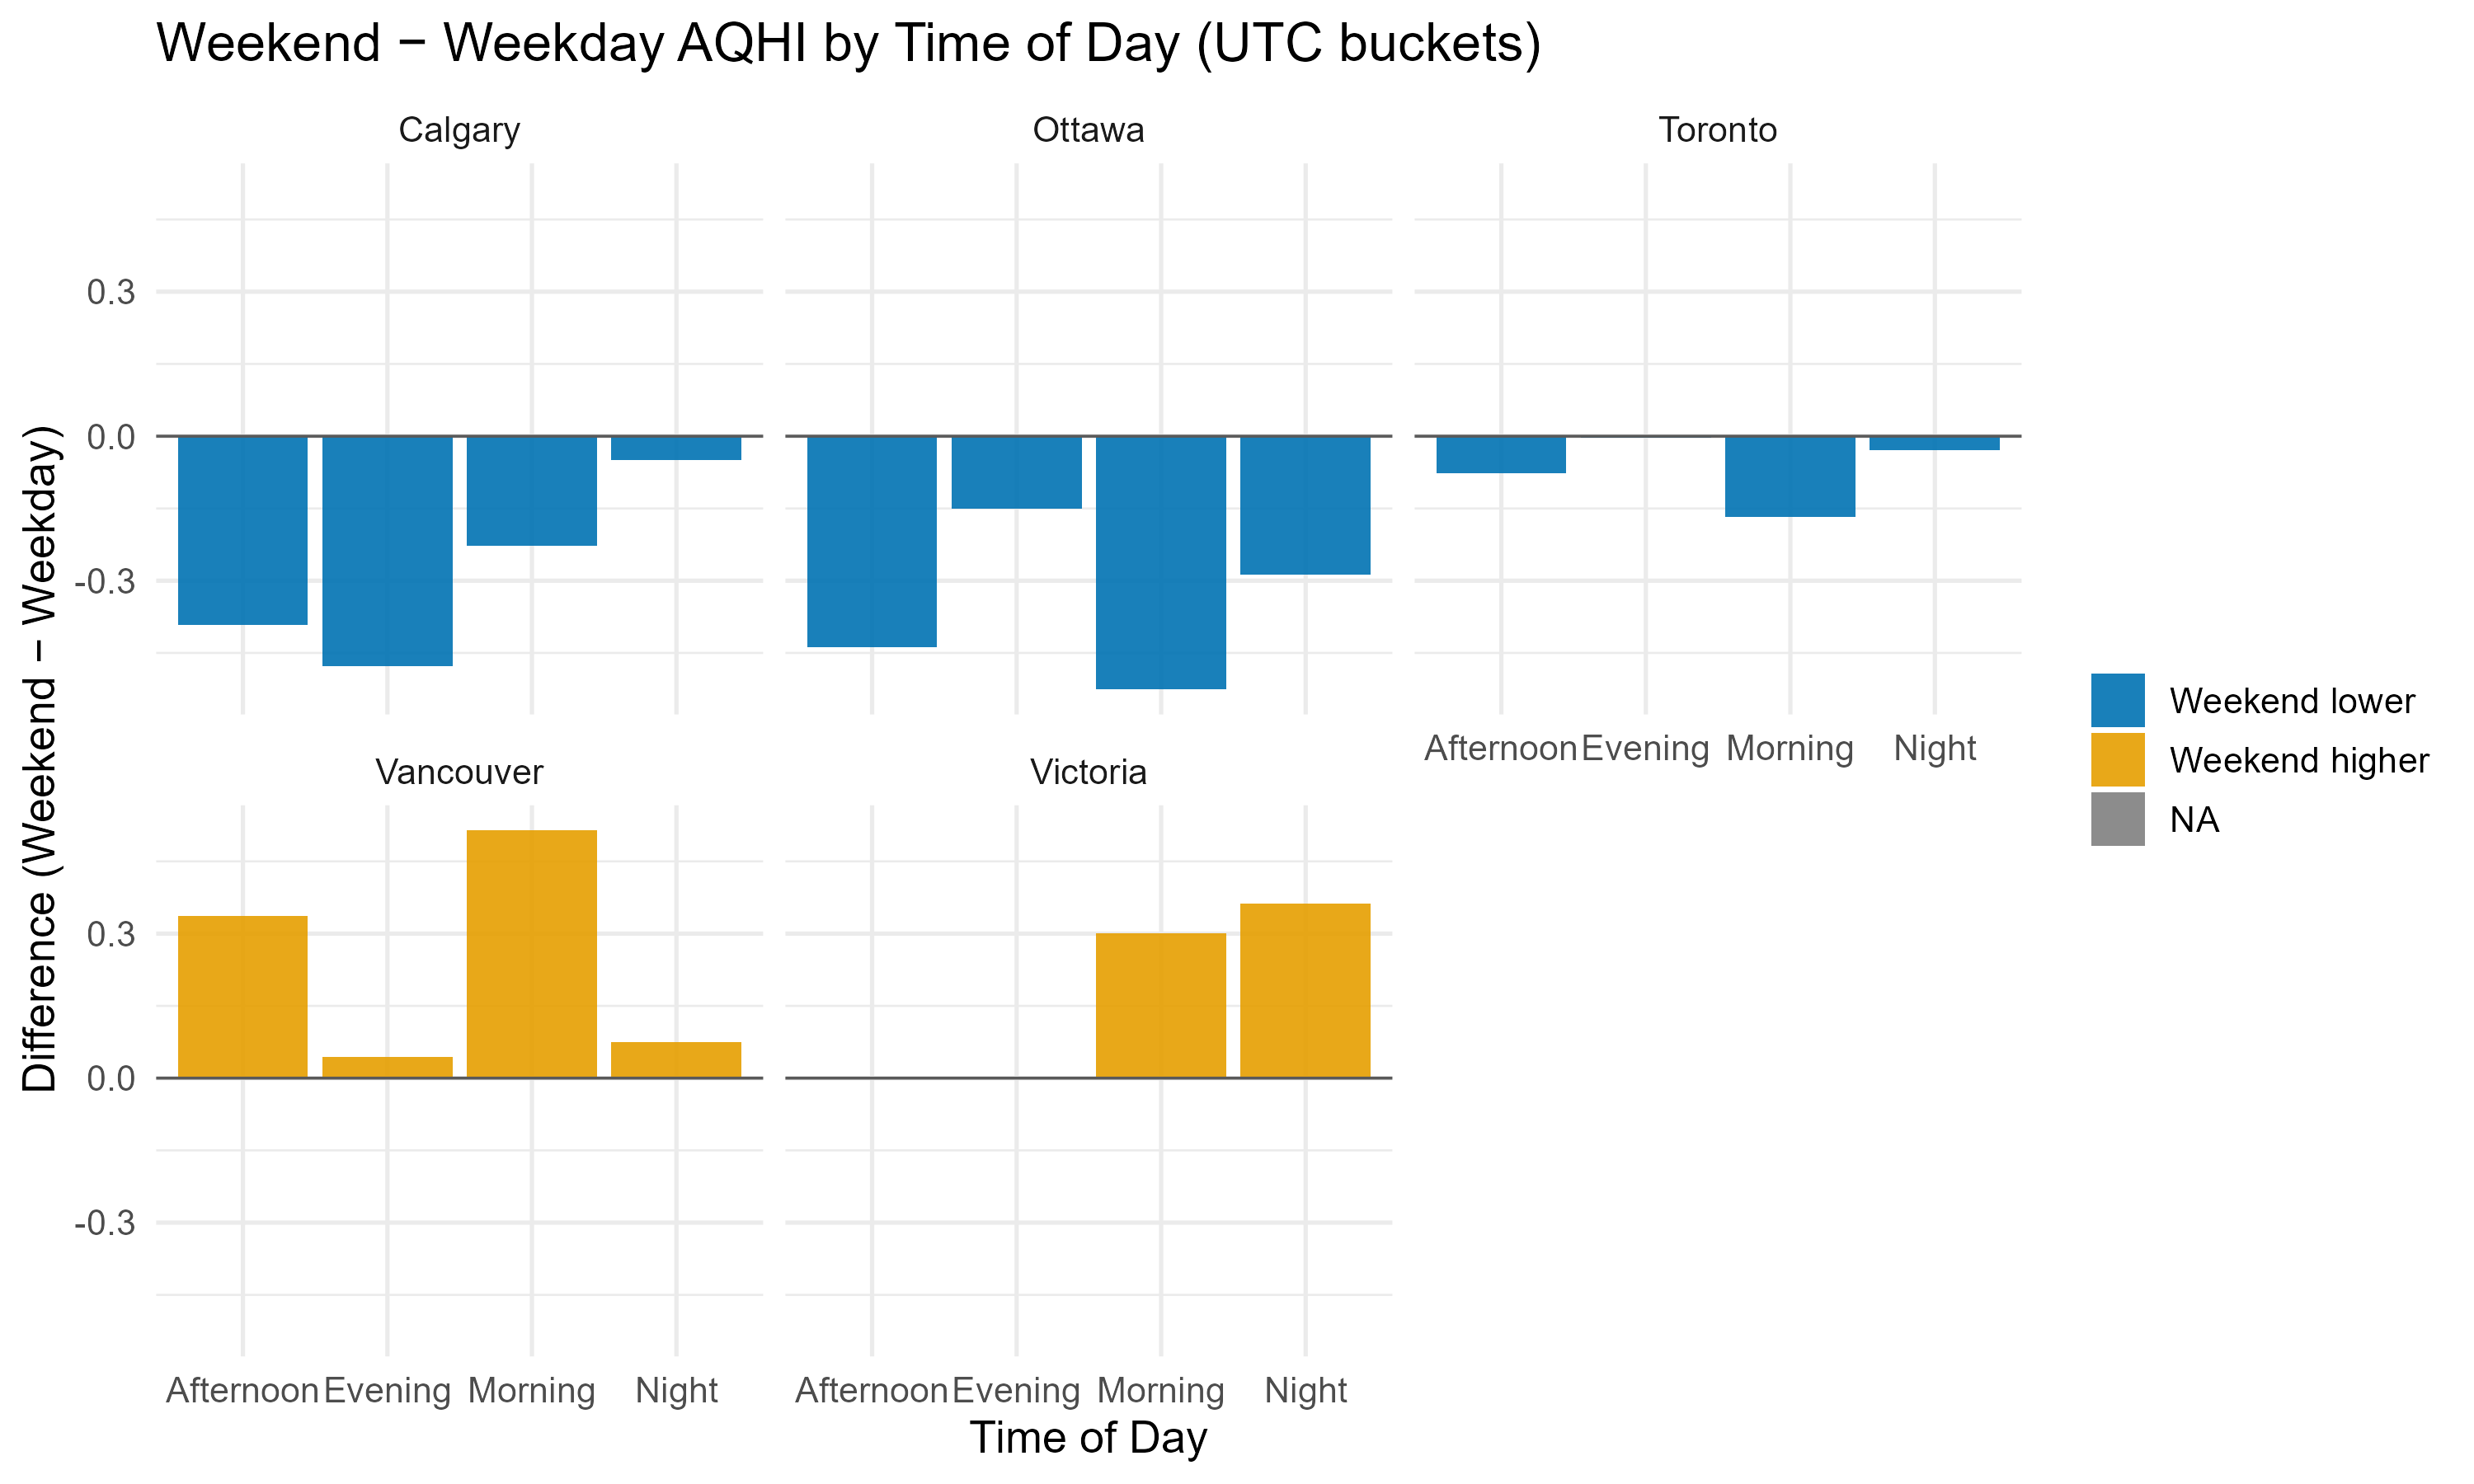 Weekend − Weekday AQHI by Time of Day (UTC buckets)
Calgary
Ottawa
Toronto
0.3
0.0
-0.3
Afternoon Evening Morning Night
Vancouver
Victoria
0.3
0.0
-0.3
Afternoon Evening Morning Night
Afternoon Evening Morning Night
Time of Day
Difference (Weekend − Weekday)
Weekend lower
Weekend higher
NA